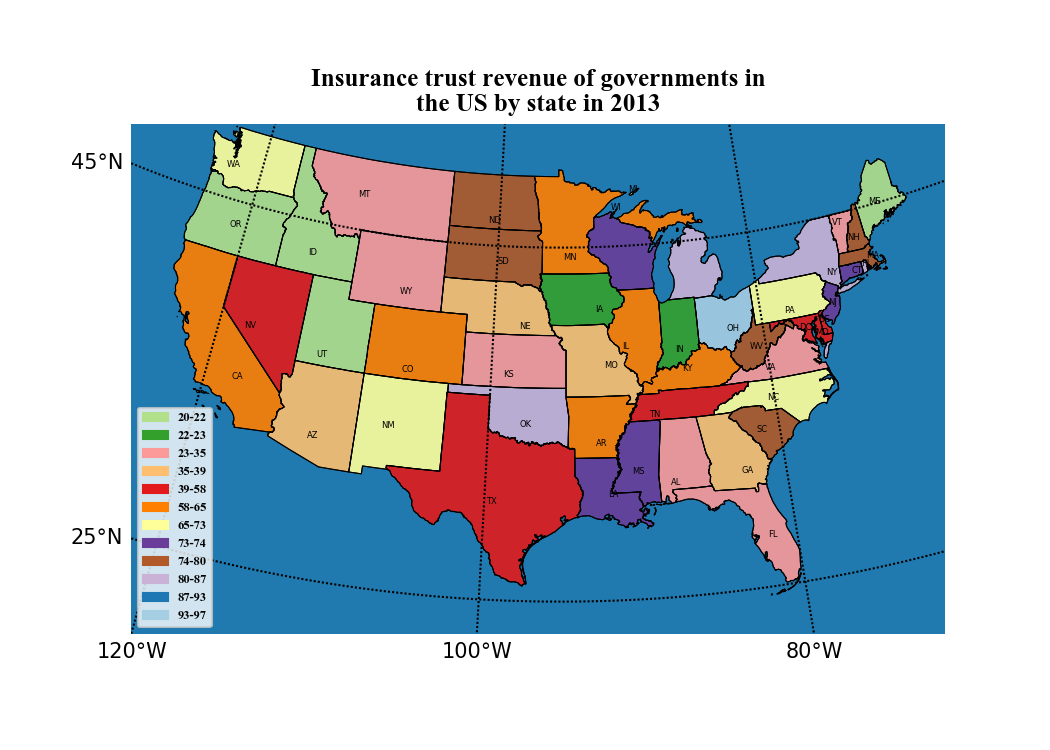 Insurance trust revenue of governments in
the US by state in 2013
45°N
25°N
120°W
100°W
80°W
WA
OR
ID
MT
ND
SD
MN
WI
MI
MI
ME
VT
NH
MA
NY
CT
NJ
PA
WY
NE
IA
NV
UT
CO
CA
KS
MO
IL
IN
OH
WV
DC
MD
VA
KY
AZ
NM
OK
AR
TN
NC
SC
TX
LA
MS
AL
GA
FL
20-22
22-23
23-35
35-39
39-58
58-65
65-73
73-74
74-80
80-87
87-93
93-97